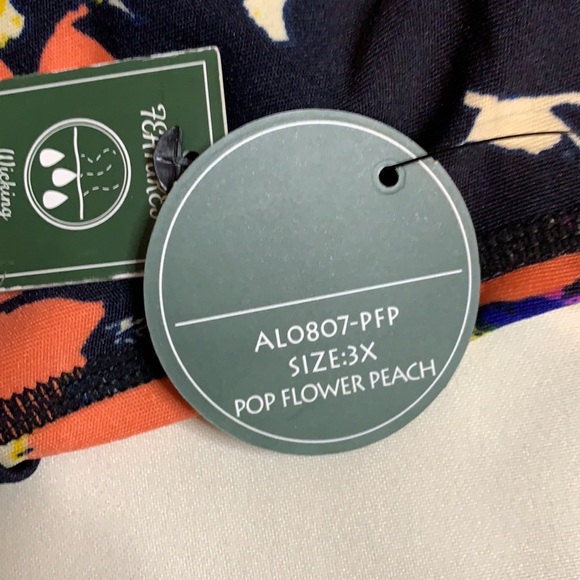 Wicking
AL0807-PFP
SIZE:3X
POP FLOWER PEACH